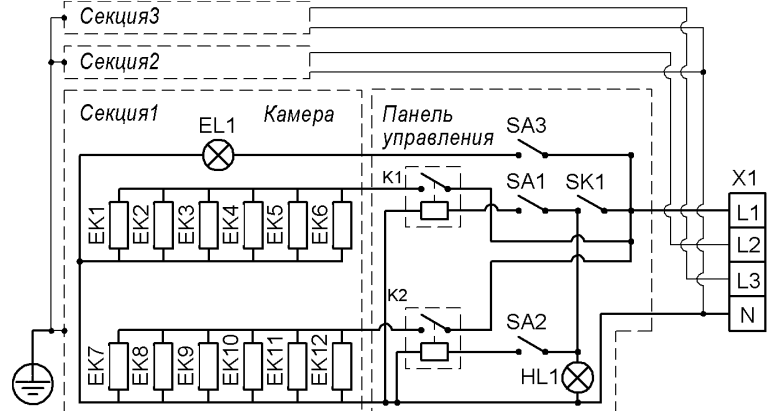 Секция3
Секция2
Секция1
Камера
Панель
управления
EL1
SA3
K1
SA1
SK1
X1
EK1
EK2
EK3
EK4
EK5
EK6
L1
L2
L3
N
K2
SA2
EK7
EK8
EK9
EK10
EK11
EK12
HL1